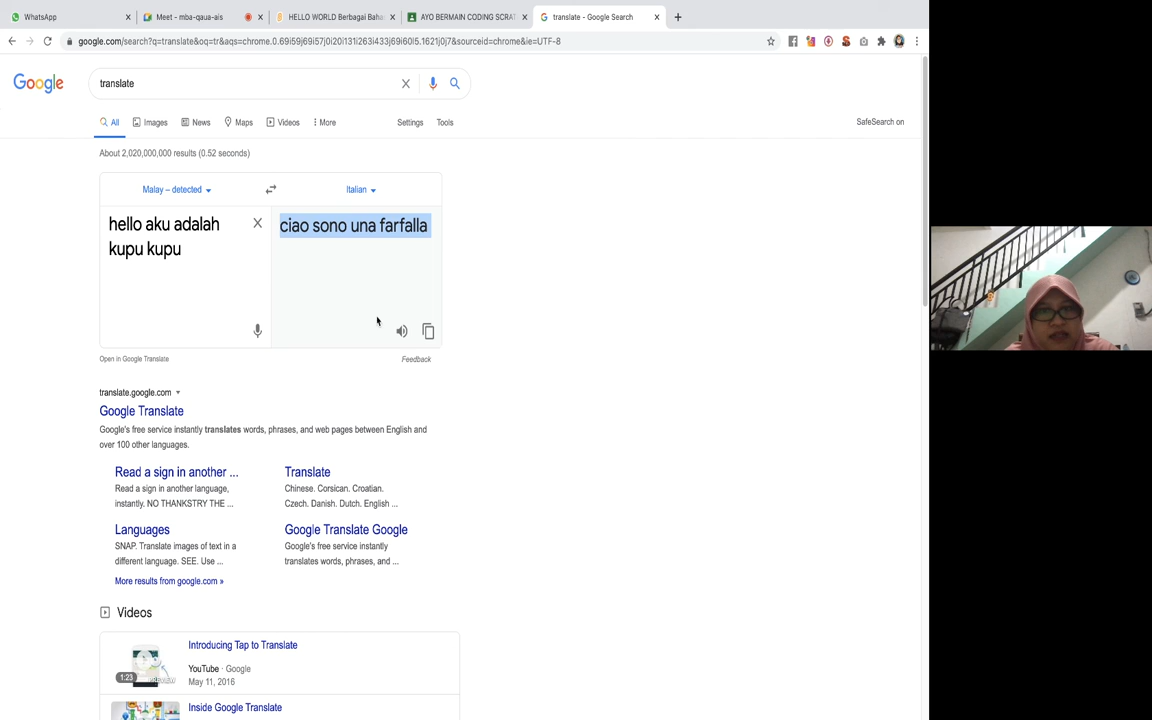 WhatsApp
Meet - mba-qaua-ais
HELLO WORLD Berbagi Baha
AYO BERMAIN CODING SCRAT
translate - Google Search
google.com/search?q=translate&oq=tr&aqs=chrome.0.69i59j69i57j0i20i131i263i433j69i60l5.1621j0j7&sourceid=chrome&ie=UTF-8
Google
translate
All Images News Maps Videos More Settings Tools
SafeSearch on
About 2,020,000,000 results (0.52 seconds)
Malay – detected
Italian
hello aku adalah
kupu kupu
ciao sono una farfalla
Open in Google Translate
Feedback
translate.google.com
Google Translate
Google's free service instantly translates words, phrases, and web pages between English and
over 100 other languages.
Read a sign in another ...
Read a sign in another language,
instantly. NO THANKSTRY THE ...
Translate
Chinese. Corsican. Croatian.
Czech. Danish. Dutch. English ...
Languages
SNAP. Translate images of text in a
different language. SEE. Use ...
Google Translate Google
Google's free service instantly
translates words, phrases, and ...
More results from google.com »
Videos
1:23
Introducing Tap to Translate
YouTube · Google
May 11, 2016
Inside Google Translate